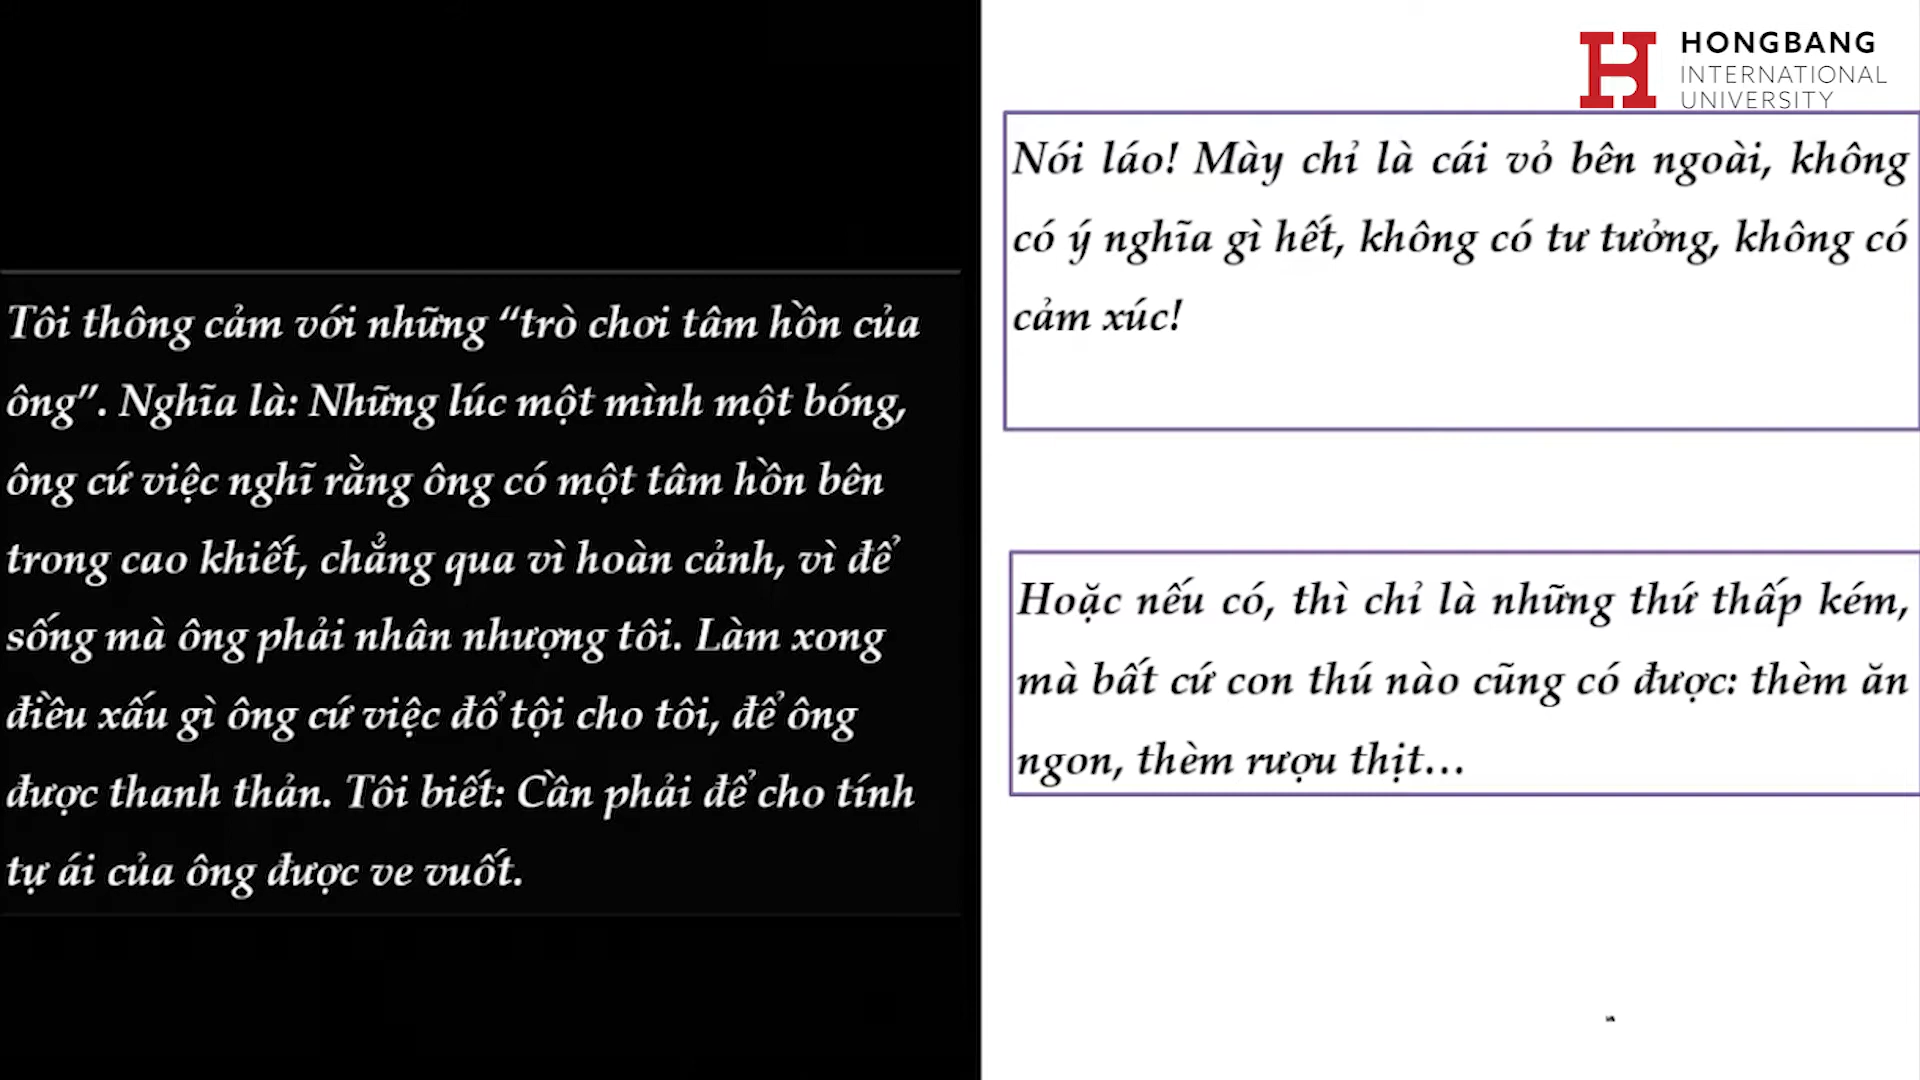 Tôi thông cảm với những “trò chơi tâm hồn của
ông”. Nghĩa là: Những lúc một mình một bóng,
ông cứ việc nghĩ rằng ông có một tâm hồn bên
trong cao khiết, chẳng qua vì hoàn cảnh, vì để
sống mà ông phải nhân nhượng tôi. Làm xong
điều xấu gì ông cứ việc đổ tội cho tôi, để ông
được thanh thản. Tôi biết: Cần phải để cho tính
tự ái của ông được ve vuốt.
HONGBANG
INTERNATIONAL
UNIVERSITY
Nói láo! Mày chỉ là cái vỏ bên ngoài, không
có ý nghĩa gì hết, không có tư tưởng, không có
cảm xúc!
Hoặc nếu có, thì chỉ là những thứ thấp kém,
mà bất cứ con thú nào cũng có được: thèm ăn
ngon, thèm rượu thịt…